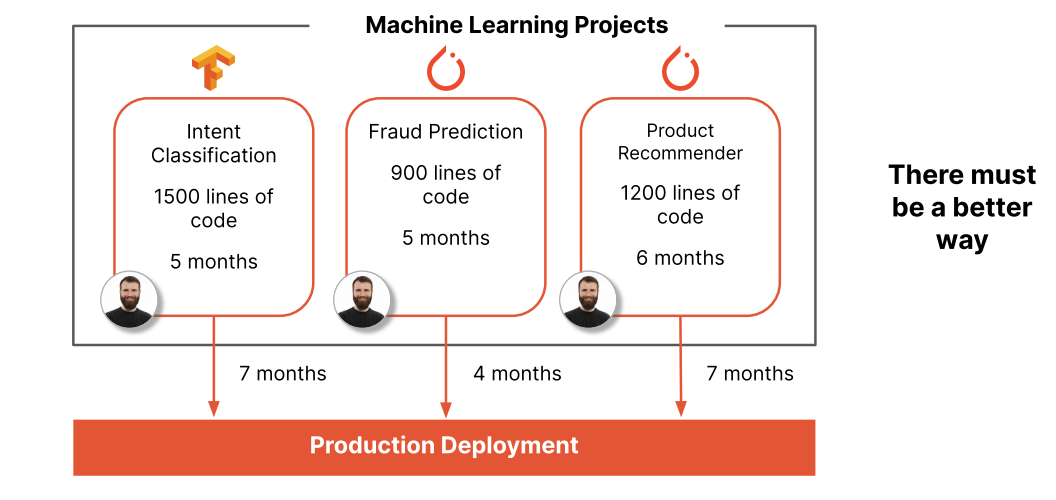 Machine Learning Projects
Intent
Classification
1500 lines of
code
5 months
Fraud Prediction
900 lines of
code
5 months
Product
Recommender
1200 lines of
code
6 months
There must
be a better
way
7 months
4 months
7 months
Production Deployment